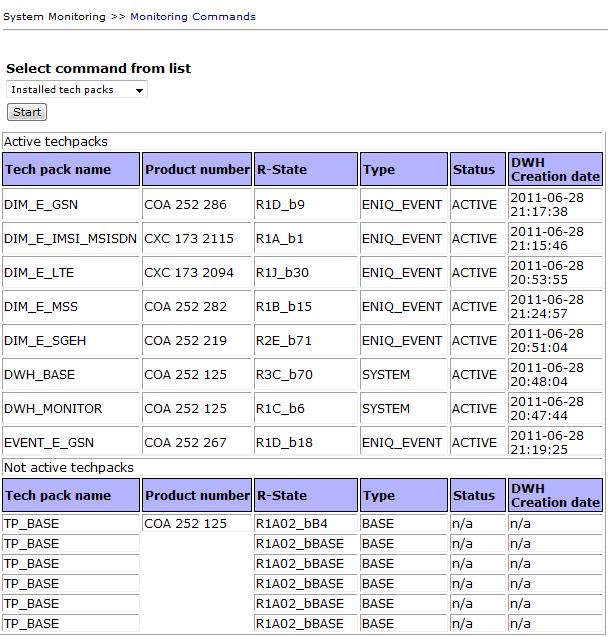 System Monitoring >> Monitoring Commands
Select command from list
Installed tech packs
Start
Active techpacks
Tech pack name Product number R-State Type Status DWH Creation date
DIM_E_GSN COA 252 286 R1D_b9 ENIQ_EVENT ACTIVE 2011-06-28 21:17:38
DIM_E_IMSI_MSISDN CXC 173 2115 R1A_b1 ENIQ_EVENT ACTIVE 2011-06-28 21:15:46
DIM_E_LTE CXC 173 2094 R1J_b30 ENIQ_EVENT ACTIVE 2011-06-28 20:53:55
DIM_E_MSS COA 252 282 R1B_b15 ENIQ_EVENT ACTIVE 2011-06-28 21:24:57
DIM_E_SGEH COA 252 219 R2E_b71 ENIQ_EVENT ACTIVE 2011-06-28 20:51:04
DWH_BASE COA 252 125 R3C_b70 SYSTEM ACTIVE 2011-06-28 20:48:04
DWH_MONITOR COA 252 125 R1C_b6 SYSTEM ACTIVE 2011-06-28 20:47:44
EVENT_E_GSN COA 252 267 R1D_b18 ENIQ_EVENT ACTIVE 2011-06-28 21:19:25
Not active techpacks
Tech pack name Product number R-State Type Status DWH Creation date
TP_BASE COA 252 125 R1A02_bB4 BASE n/a n/a
TP_BASE R1A02_bBASE BASE n/a n/a
TP_BASE R1A02_bBASE BASE n/a n/a
TP_BASE R1A02_bBASE BASE n/a n/a
TP_BASE R1A02_bBASE BASE n/a n/a
TP_BASE R1A02_bBASE BASE n/a n/a